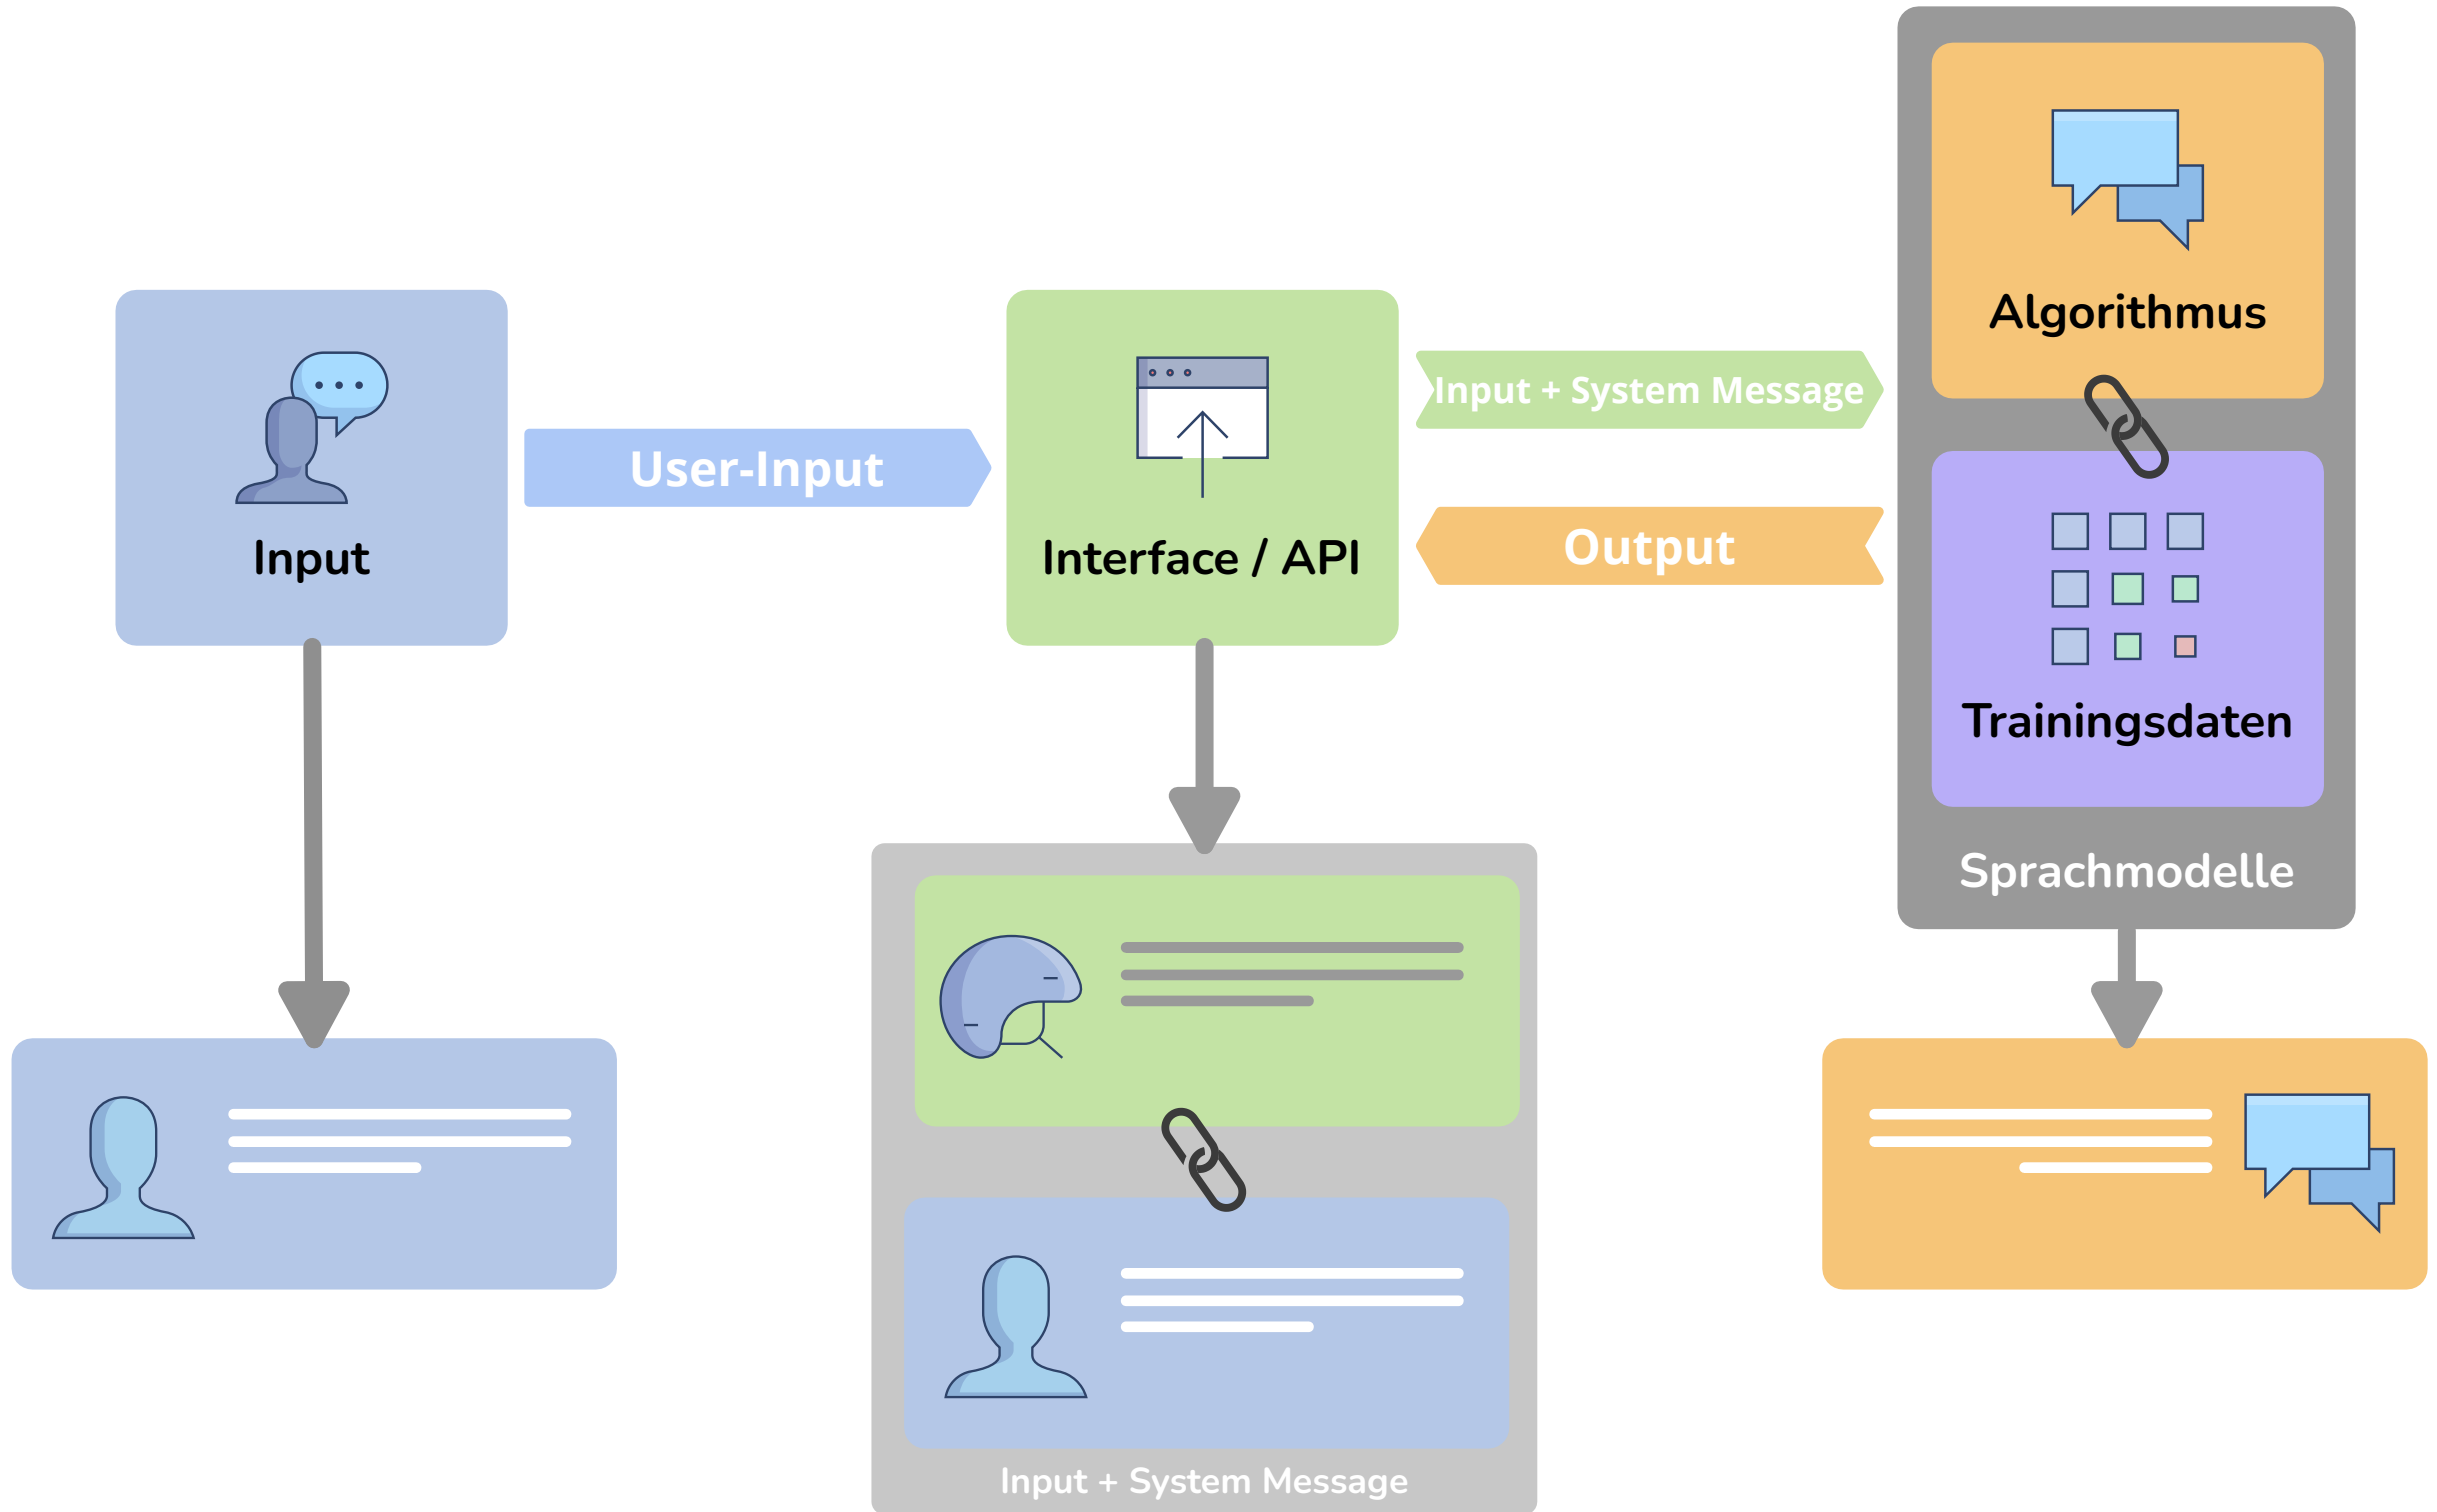 Input
User-Input
Interface / API
Input + System Message
Output
Algorithmus
Trainingsdaten
Sprachmodelle
Input + System Message